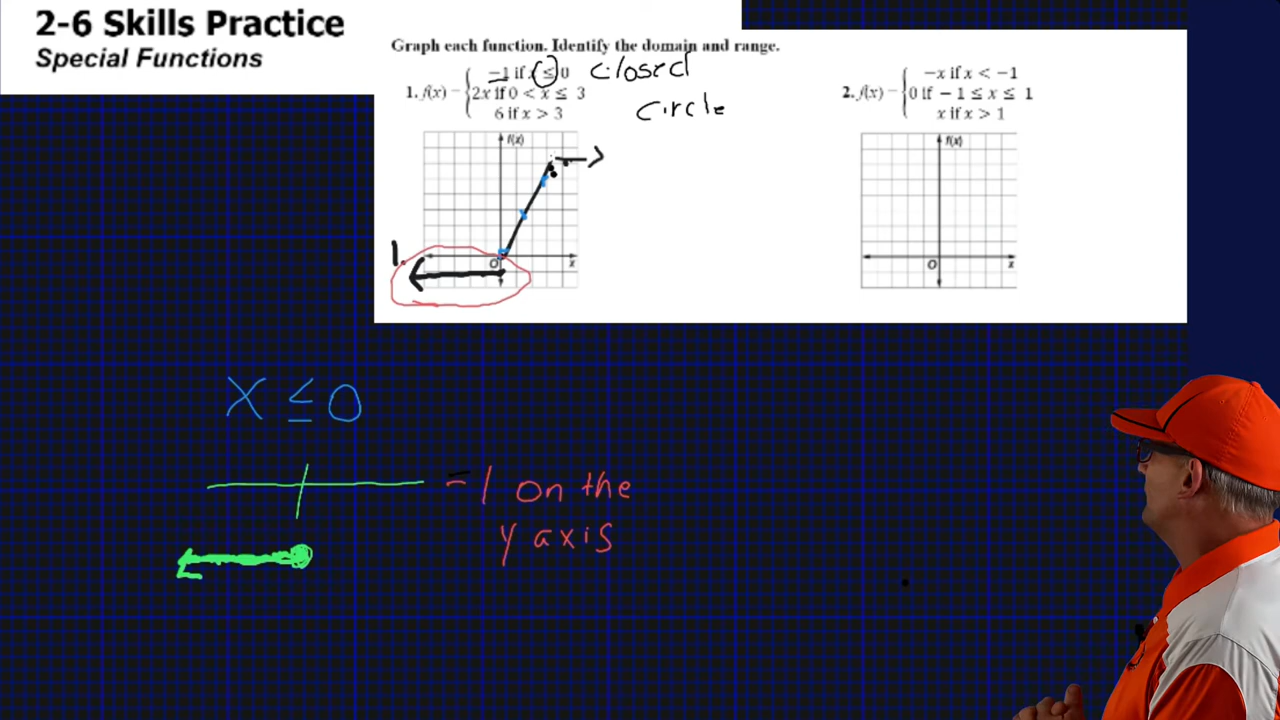 2-6 Skills Practice
Special Functions
Graph each function. Identify the domain and range.
1. f(x) = { -1 if x ≤ 0
2x if 0 < x ≤ 3
6 if x > 3
closed
circle
2. f(x) = { -x if x < -1
0 if -1 ≤ x ≤ 1
x if x > 1
f(x)
O
x
1.
f(x)
O
x
x ≤ 0
-1 on the
y axis